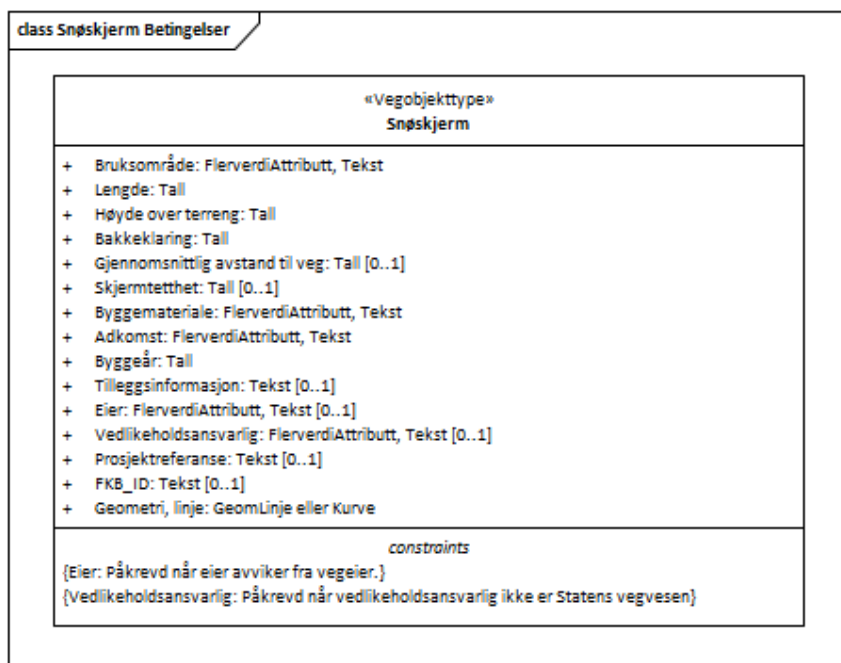 class Snøskjerm Betingelser
«Vegobjekttype»
Snøskjerm
+ Bruksområde: FlerverdiAttributt, Tekst
+ Lengde: Tall
+ Høyde over terreng: Tall
+ Bakkeklaring: Tall
+ Gjennomsnittlig avstand til veg: Tall [0..1]
+ Skjermtetthet: Tall [0..1]
+ Byggemateriale: FlerverdiAttributt, Tekst
+ Adkomst: FlerverdiAttributt, Tekst
+ Byggeår: Tall
+ Tilleggsinformasjon: Tekst [0..1]
+ Eier: FlerverdiAttributt, Tekst [0..1]
+ Vedlikeholdsansvarlig: FlerverdiAttributt, Tekst [0..1]
+ Prosjektreferanse: Tekst [0..1]
+ FKB_ID: Tekst [0..1]
+ Geometri, linje: GeomLinje eller Kurve
constraints
{Eier: Påkrevd når eier avviker fra vegeier.}
{Vedlikeholdsansvarlig: Påkrevd når vedlikeholdsansvarlig ikke er Statens vegvesen}